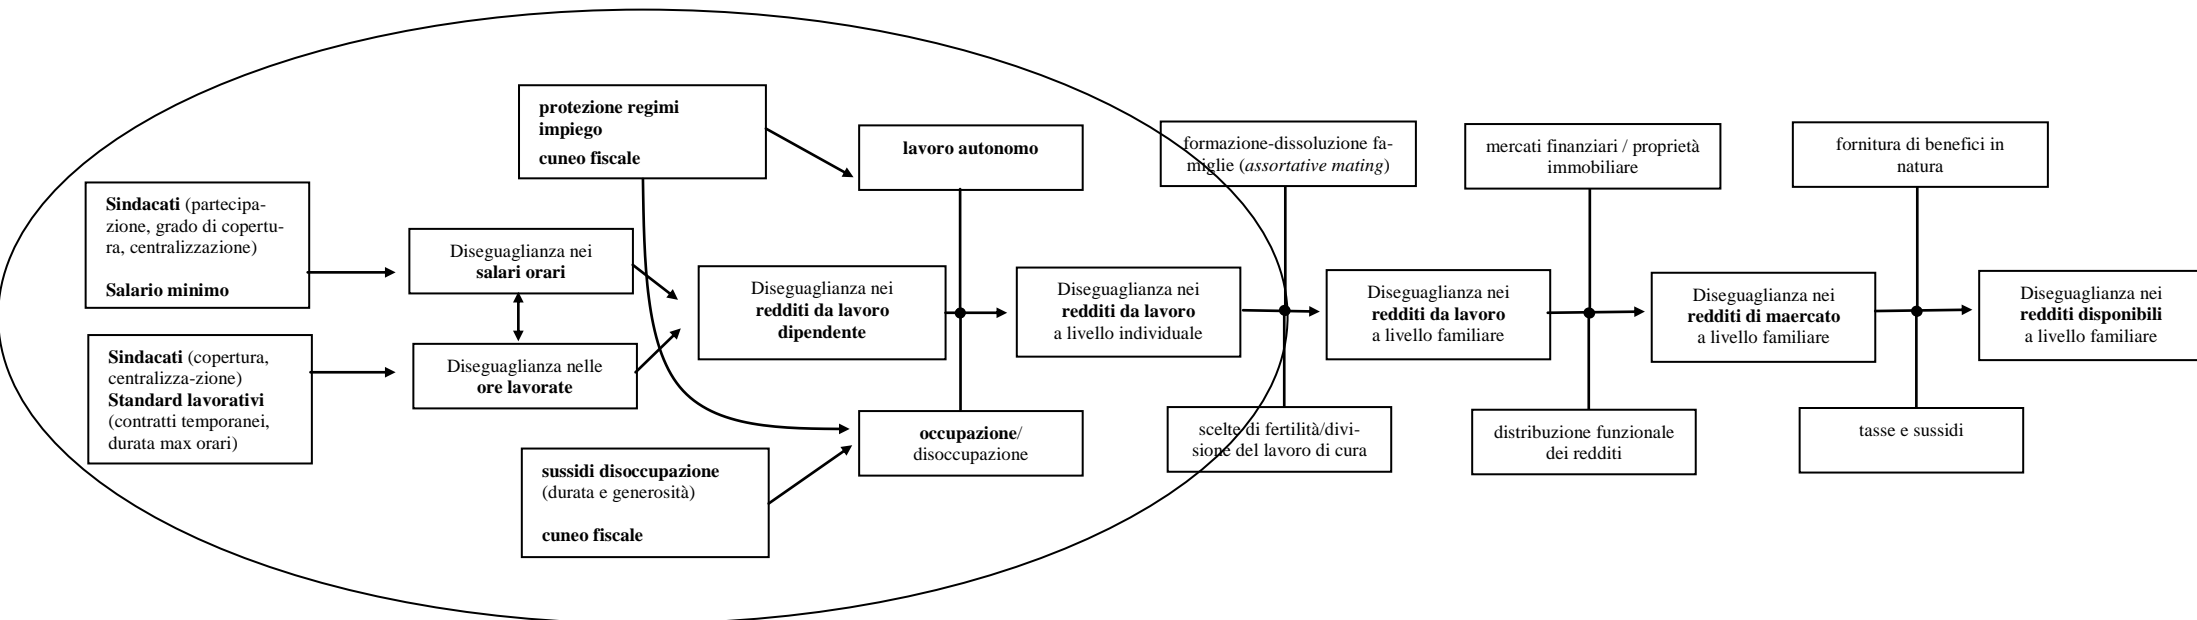 protezione regimi
impiego
cuneo fiscale
lavoro autonomo
formazione-dissoluzione fa-
miglie (assortative mating)
mercati finanziari / proprietà
immobiliare
fornitura di benefici in
natura
Sindacati (partecipa-
zione, grado di copertu-
ra, centralizzazione)
Salario minimo
Diseguaglianza nei
salari orari
Diseguaglianza nei
redditi da lavoro
dipendente
Diseguaglianza nei
redditi da lavoro
a livello individuale
Diseguaglianza nei
redditi da lavoro
a livello familiare
Diseguaglianza nei
redditi di maercato
a livello familiare
Diseguaglianza nei
redditi disponibili
a livello familiare
Sindacati (copertura,
centralizza-zione)
Standard lavorativi
(contratti temporanei,
durata max orari)
Diseguaglianza nelle
ore lavorate
sussidi disoccupazione
(durata e generosità)
cuneo fiscale
occupazione/
disoccupazione
scelte di fertilità/divi-
sione del lavoro di cura
distribuzione funzionale
dei redditi
tasse e sussidi